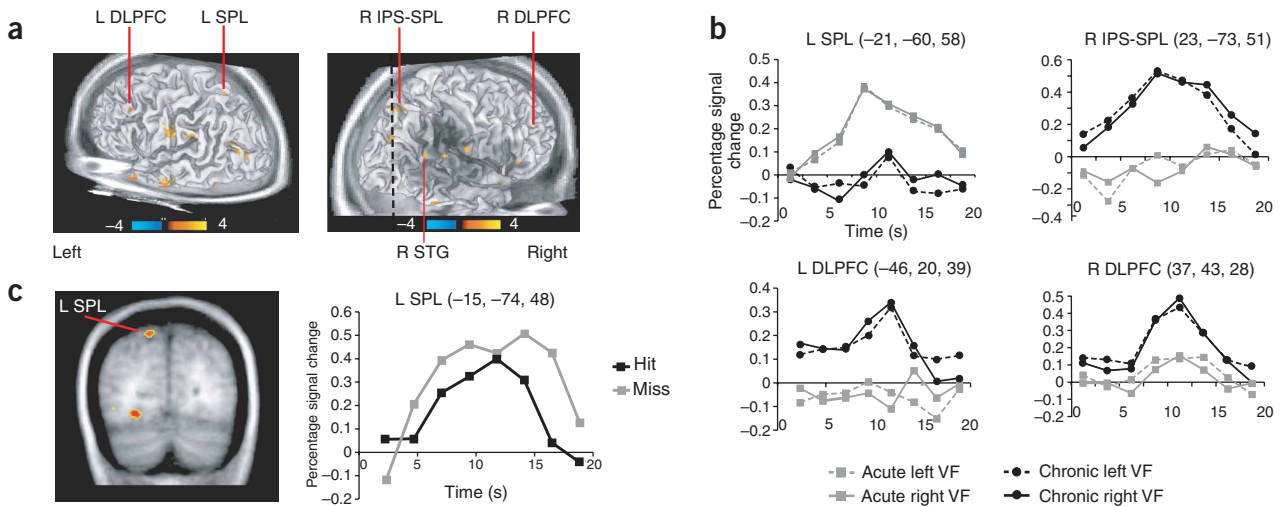 a
L DLPFC L SPL
R IPS-SPL R DLPFC
–4 4
–4 4
Left
R STG
Right
b
L SPL (–21, –60, 58)
Percentage signal change
0.5
0.4
0.3
0.2
0.1
0
–0.1
–0.2
0 5 10 15 20
Time (s)
R IPS-SPL (23, –73, 51)
0.6
0.4
0.2
0
–0.2
–0.4
0 5 10 15 20
L DLPFC (–46, 20, 39)
0.4
0.3
0.2
0.1
0
–0.1
–0.2
0 5 10 15 20
R DLPFC (37, 43, 28)
0.5
0.4
0.3
0.2
0.1
0
–0.1
–0.2
0 5 10 15 20
Acute left VF
Acute right VF
Chronic left VF
Chronic right VF
c
L SPL
L SPL (–15, –74, 48)
Percentage signal change
0.6
0.5
0.4
0.3
0.2
0.1
0
–0.1
–0.2
0 5 10 15 20
Time (s)
Hit
Miss